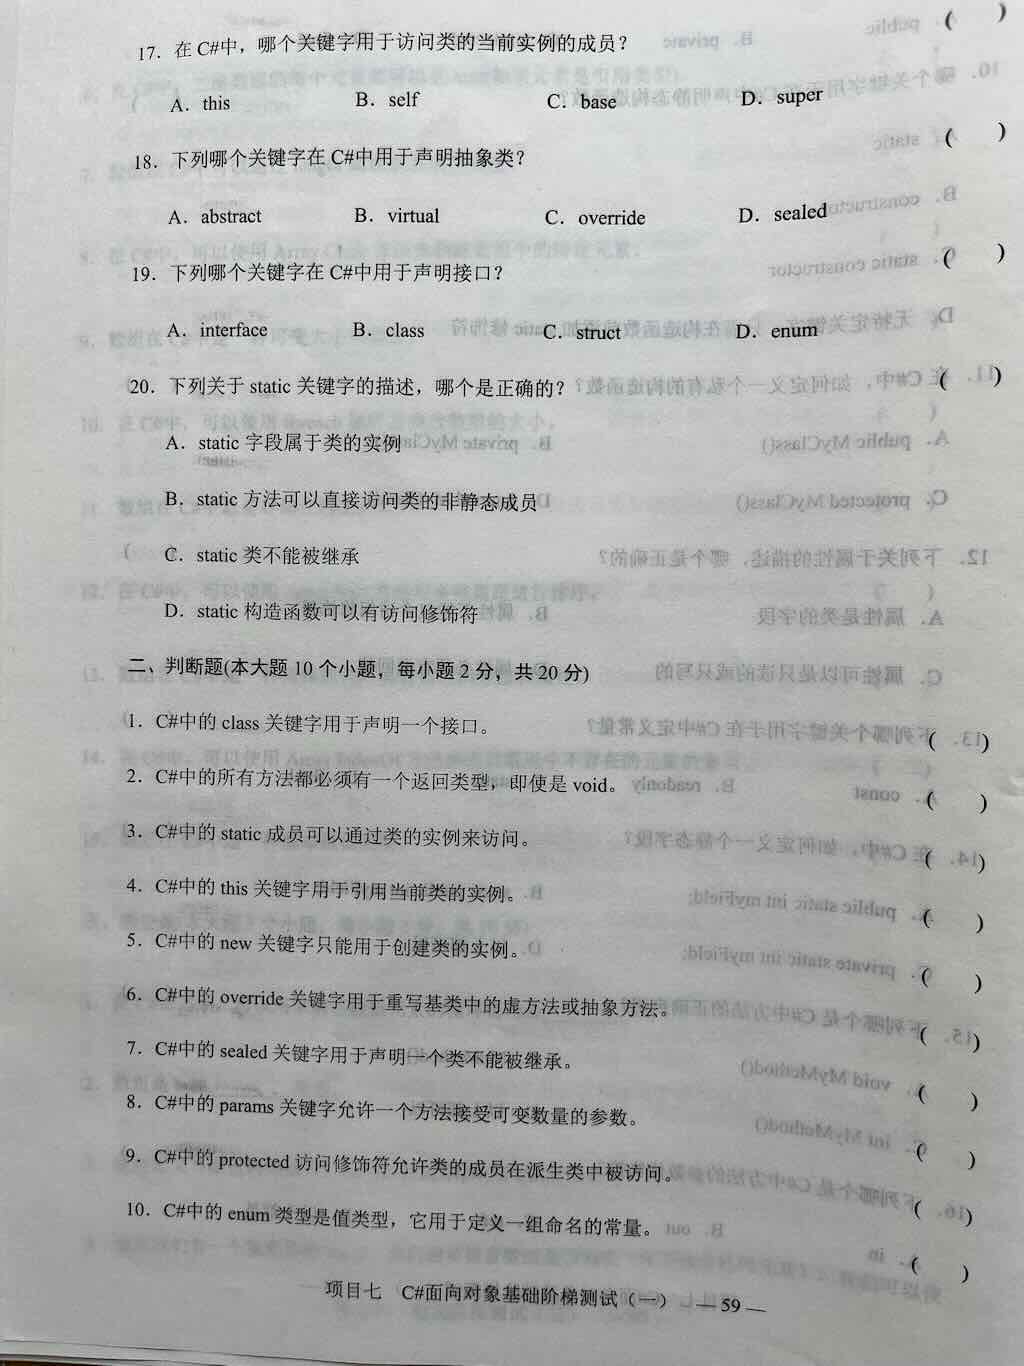 17. 在 C#中，哪个关键字用于访问类的当前实例的成员？ ( )
A. this B. self C. base D. super
18. 下列哪个关键字在 C#中用于声明抽象类？ ( )
A. abstract B. virtual C. override D. sealed
19. 下列哪个关键字在 C#中用于声明接口？ ( )
A. interface B. class C. struct D. enum
20. 下列关于 static 关键字的描述，哪个是正确的？ ( )
A. static 字段属于类的实例
B. static 方法可以直接访问类的非静态成员
C. static 类不能被继承
D. static 构造函数可以有访问修饰符
二、判断题(本大题 10 个小题，每小题 2 分，共 20 分)
1. C#中的 class 关键字用于声明一个接口。 ( )
2. C#中的所有方法都必须有一个返回类型，即使是 void。 ( )
3. C#中的 static 成员可以通过类的实例来访问。 ( )
4. C#中的 this 关键字用于引用当前类的实例。 ( )
5. C#中的 new 关键字只能用于创建类的实例。 ( )
6. C#中的 override 关键字用于重写基类中的虚方法或抽象方法。 ( )
7. C#中的 sealed 关键字用于声明一个类不能被继承。 ( )
8. C#中的 params 关键字允许一个方法接受可变数量的参数。 ( )
9. C#中的 protected 访问修饰符允许类的成员在派生类中被访问。 ( )
10. C#中的 enum 类型是值类型，它用于定义一组命名的常量。 ( )
项目七 C#面向对象基础阶梯测试（一） — 59 —